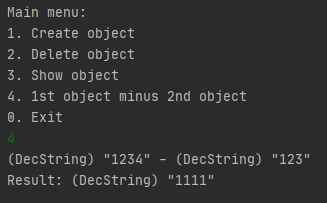 Main menu:
1. Create object
2. Delete object
3. Show object
4. 1st object minus 2nd object
0. Exit
4
(DecString) "1234" - (DecString) "123"
Result: (DecString) "1111"